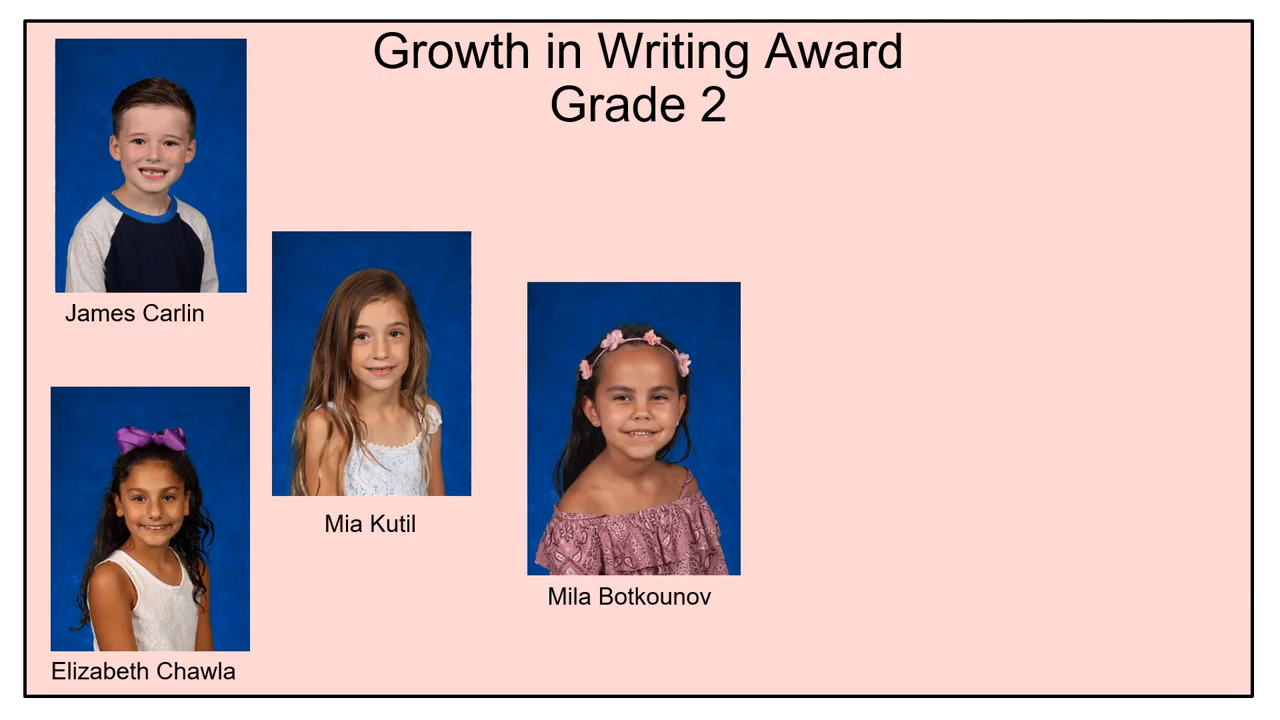 Growth in Writing Award
Grade 2
James Carlin
Mia Kutil
Mila Botkounov
Elizabeth Chawla